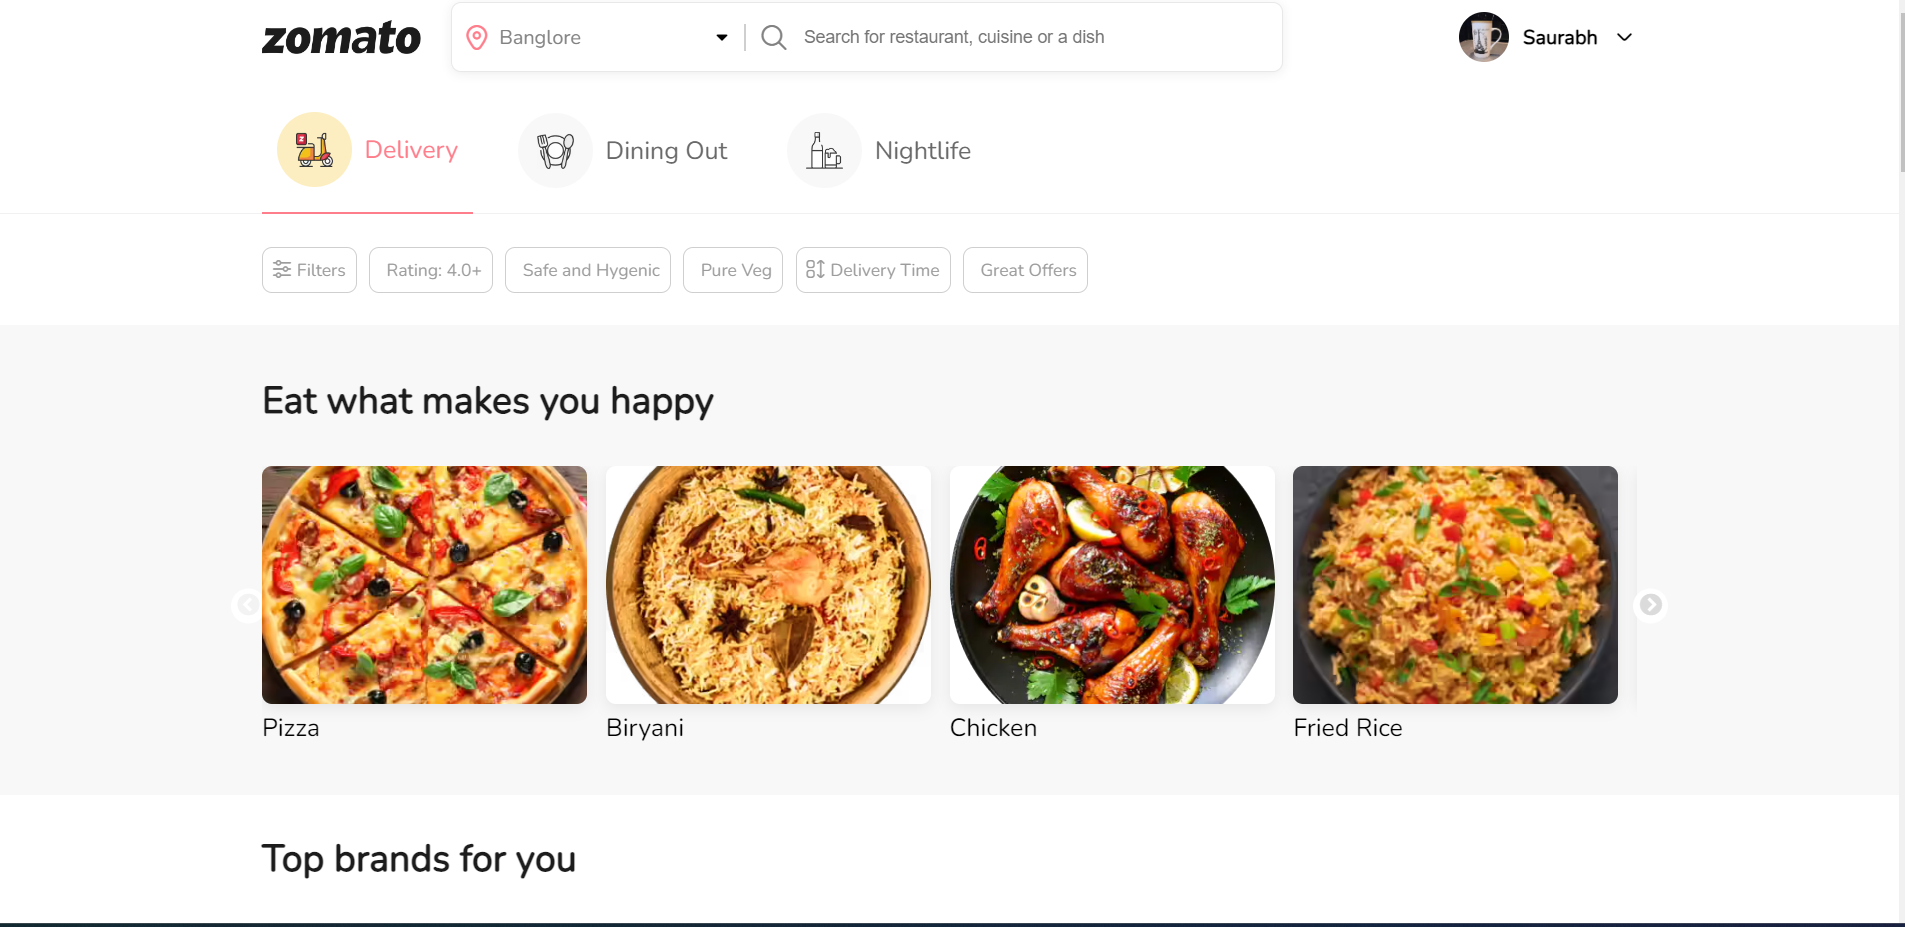 zomato
Banglore
Search for restaurant, cuisine or a dish
Saurabh
Delivery
Dining Out
Nightlife
Filters
Rating: 4.0+
Safe and Hygenic
Pure Veg
Delivery Time
Great Offers
Eat what makes you happy
Pizza
Biryani
Chicken
Fried Rice
Top brands for you